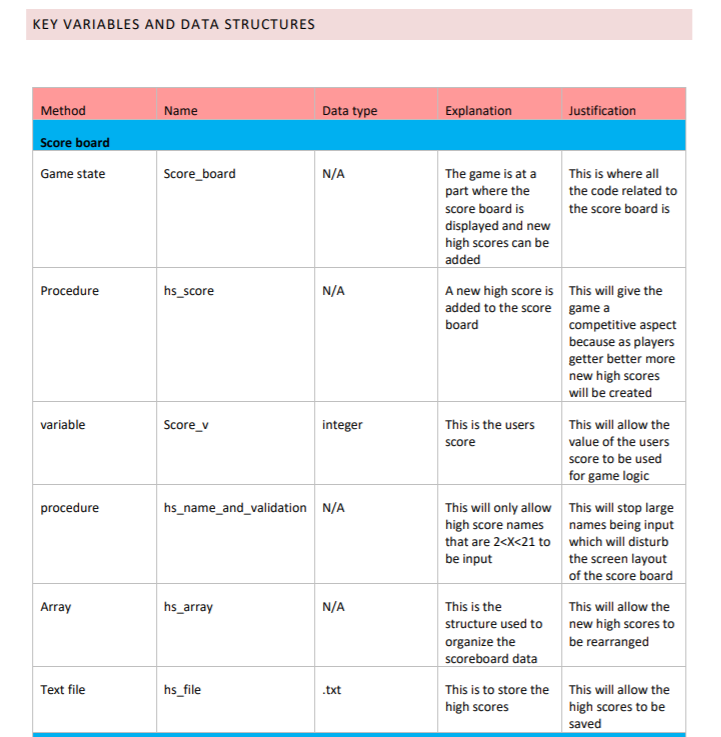 KEY VARIABLES AND DATA STRUCTURES
Method Name Data type Explanation Justification
Score board
Game state Score_board N/A The game is at a This is where all
part where the the code related to
score board is the score board is
displayed and new
high scores can be
added
Procedure hs_score N/A A new high score is This will give the
added to the score game a
board competitive aspect
because as players
getter better more
new high scores
will be created
variable Score_v integer This is the users This will allow the
score value of the users
score to be used
for game logic
procedure hs_name_and_validation N/A This will only allow This will stop large
high score names names being input
that are 2<X<21 to which will disturb
be input the screen layout
of the score board
Array hs_array N/A This is the This will allow the
structure used to new high scores to
organize the be rearranged
scoreboard data
Text file hs_file .txt This is to store the This will allow the
high scores high scores to be
saved